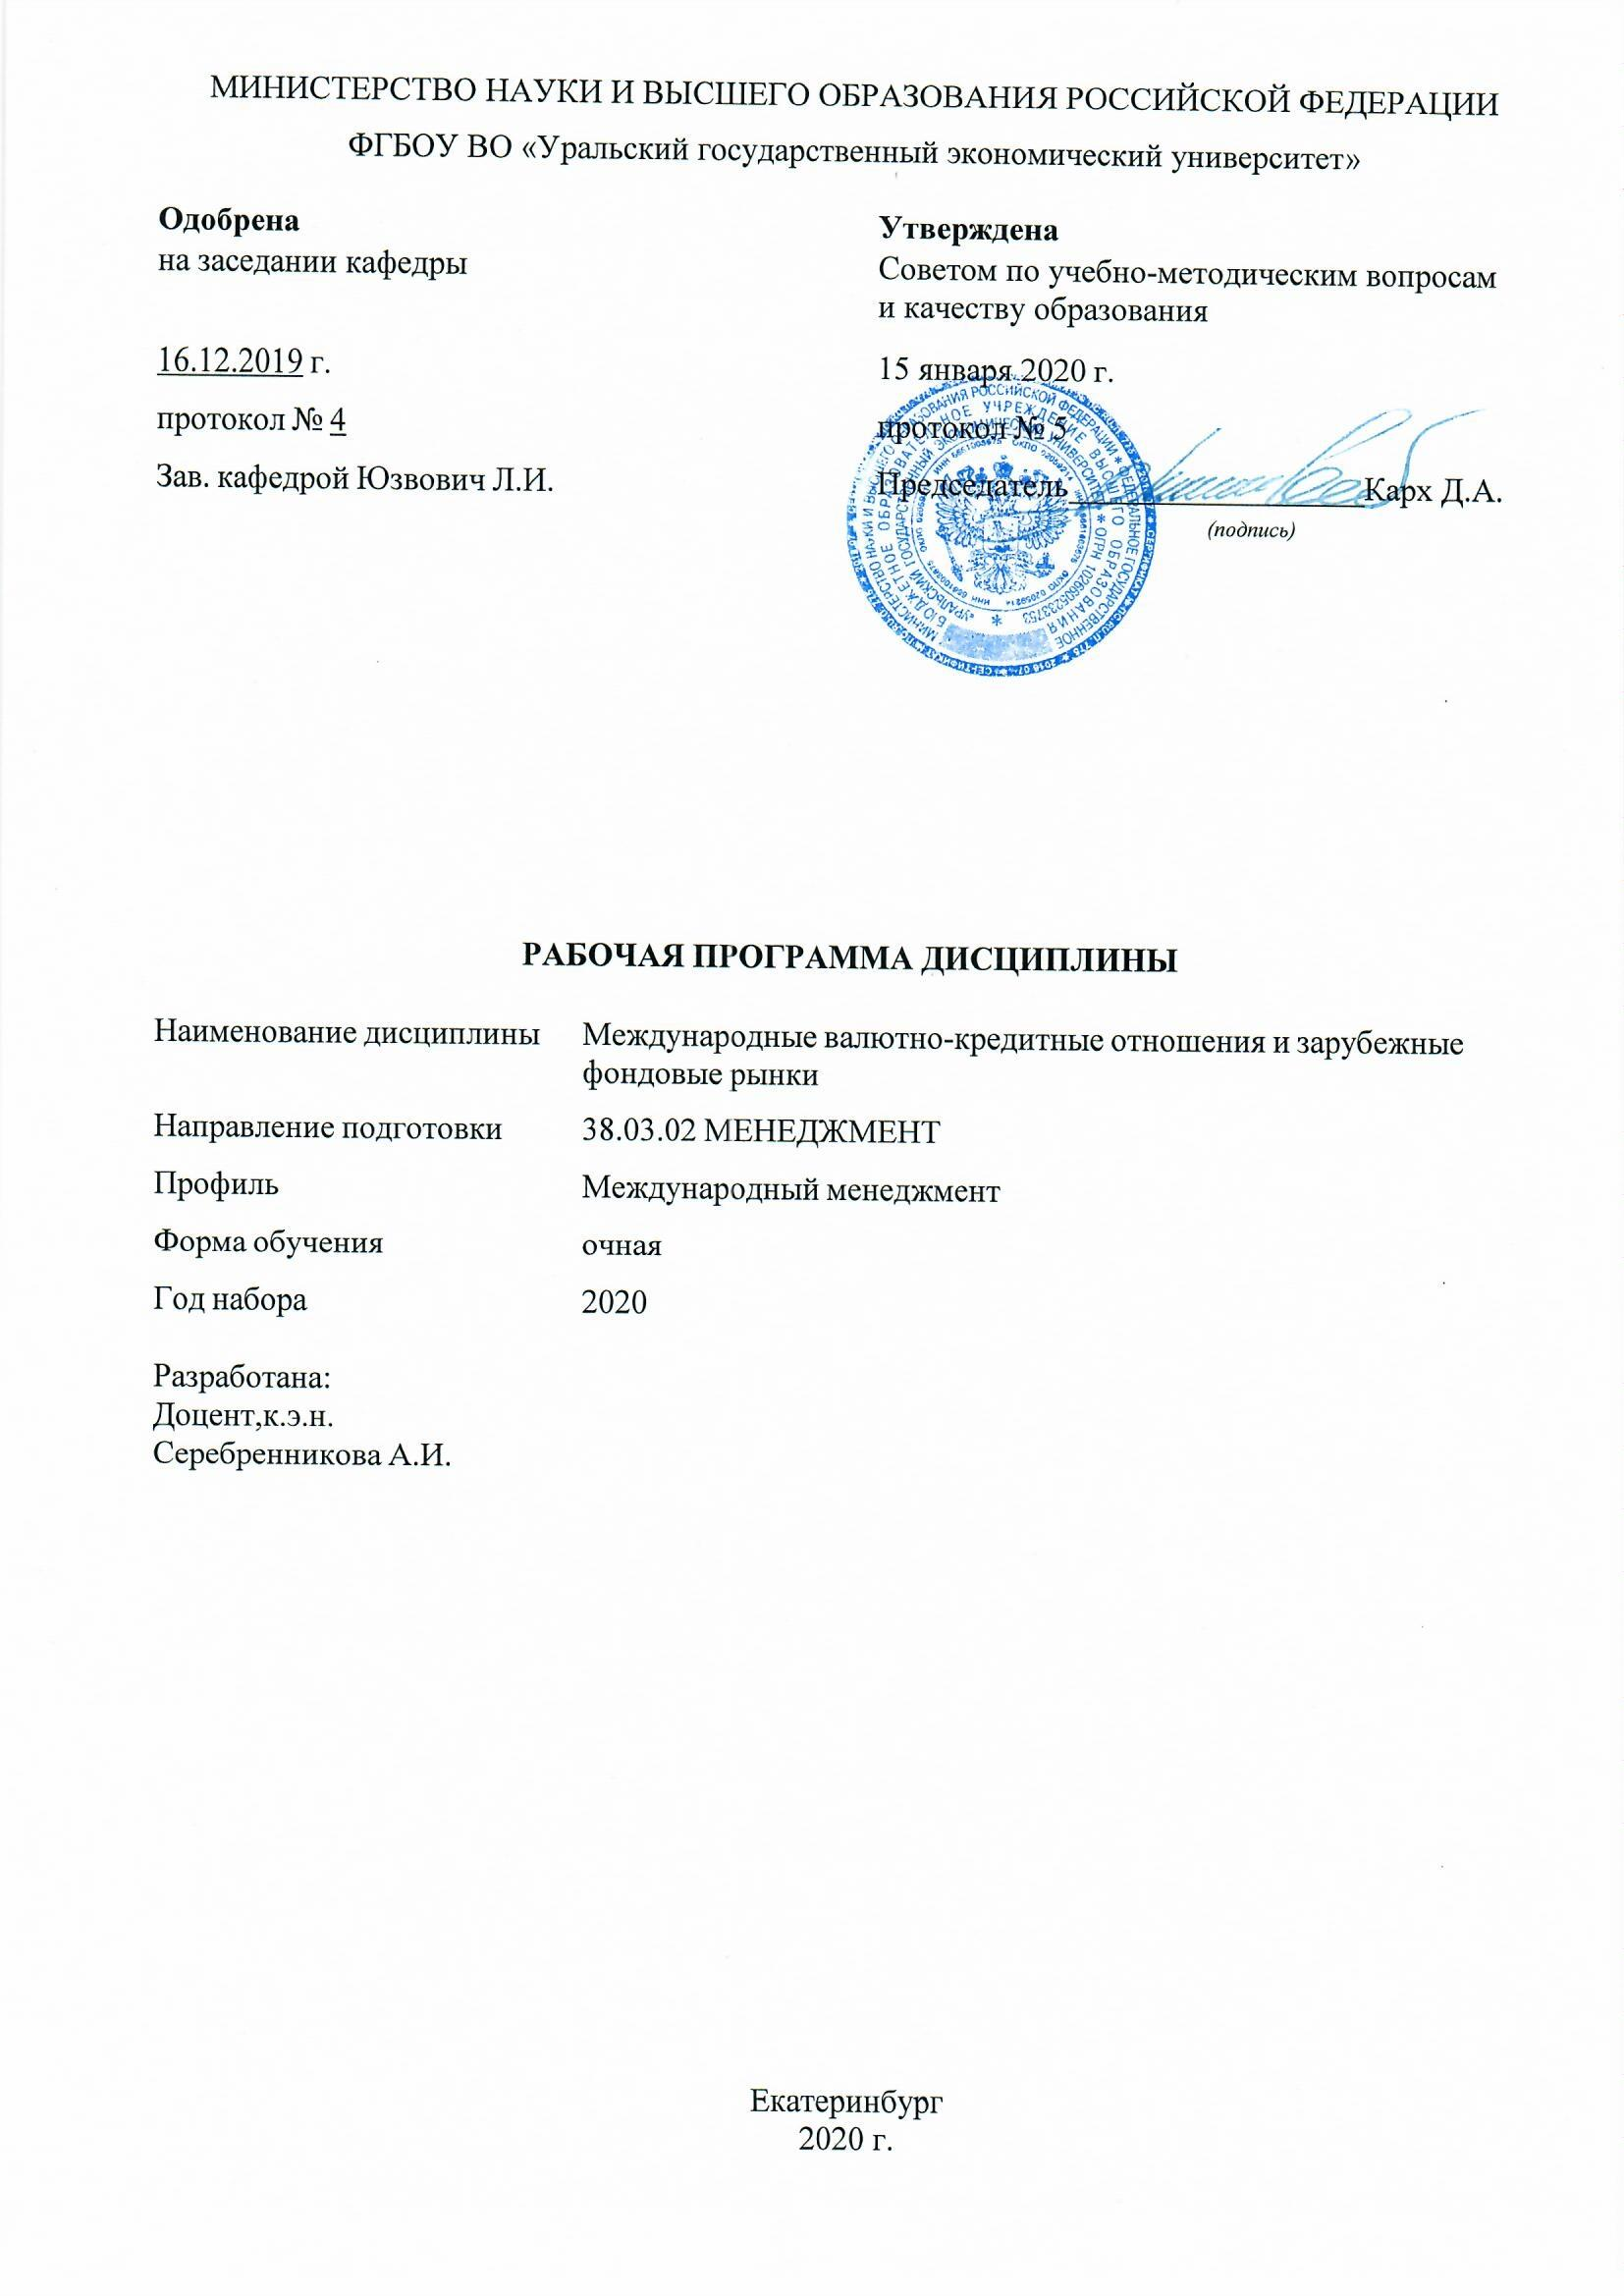 МИНИСТЕРСТВО НАУКИ И ВЫСШЕГО ОБРАЗОВАНИЯ РОССИЙСКОЙ ФЕДЕРАЦИИ
ФГБОУ ВО «Уральский государственный экономический университет»
Одобрена
на заседании кафедры
16.12.2019 г.
протокол № 4
Зав. кафедрой Юзвович Л.И.
Утверждена
Советом по учебно-методическим вопросам
и качеству образования
15 января 2020 г.
протокол № 5
Председатель Карх Д.А.
(подпись)
РАБОЧАЯ ПРОГРАММА ДИСЦИПЛИНЫ
Наименование дисциплины Международные валютно-кредитные отношения и зарубежные
фондовые рынки
Направление подготовки 38.03.02 МЕНЕДЖМЕНТ
Профиль Международный менеджмент
Форма обучения очная
Год набора 2020
Разработана:
Доцент,к.э.н.
Серебренникова А.И.
Екатеринбург
2020 г.